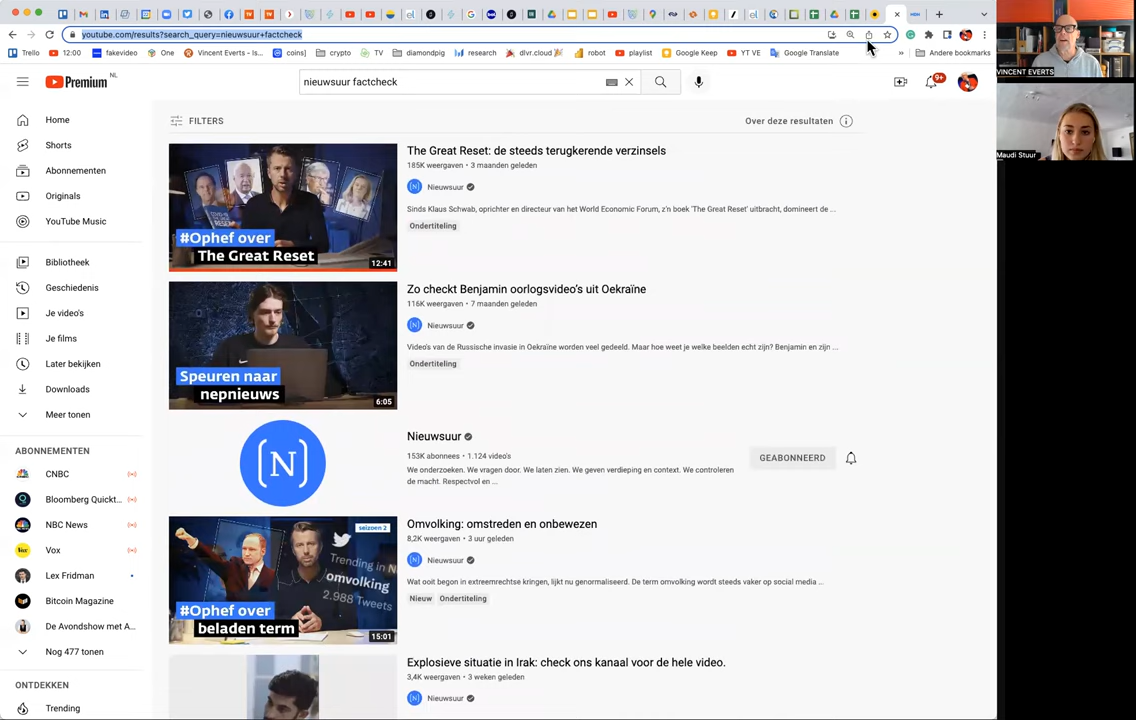 youtube.com/results?search_query=nieuwsuur+factcheck
Trello
12:00
fakevideo
One
Vincent Everts - Is...
coins]
crypto
TV
diamondpig
research
divr.cloud
robot
playlist
Google Keep
YT VE
Google Translate
»
Andere bookmarks
VINCENT EVERTS
Premium NL
nieuwsuur factcheck
9+
Maudi Stuur
Home
Shorts
Abonnementen
Originals
YouTube Music
Bibliotheek
Geschiedenis
Je video's
Je films
Later bekijken
Downloads
Meer tonen
ABONNEMENTEN
CNBC
Bloomberg Quickt...
NBC News
Vox
Lex Fridman
Bitcoin Magazine
De Avondshow met A...
Nog 477 tonen
ONTDEKKEN
Trending
FILTERS
Over deze resultaten
#Ophef over
The Great Reset
12:41
The Great Reset: de steeds terugkerende verzinsels
185K weergaven • 3 maanden geleden
Nieuwsuur
Sinds Klaus Schwab, oprichter en directeur van het World Economic Forum, z'n boek 'The Great Reset' uitbracht, domineert de ...
Ondertiteling
Speuren naar
nepnieuws
6:05
Zo checkt Benjamin oorlogsvideo's uit Oekraïne
116K weergaven • 7 maanden geleden
Nieuwsuur
Video's van de Russische invasie in Oekraïne worden veel gedeeld. Maar hoe weet je welke beelden echt zijn? Benjamin en zijn ...
Ondertiteling
[N]
Nieuwsuur
153K abonnees • 1.124 video's
We onderzoeken. We vragen door. We laten zien. We geven verdieping en context. We controleren
de macht. Respectvol en ...
GEABONNEERD
seizoen 2
Trending in N
omvolking
2.988 Tweets
#Ophef over
beladen term
15:01
Omvolking: omstreden en onbewezen
8,2K weergaven • 3 uur geleden
Nieuwsuur
Wat ooit begon in extreemrechtse kringen, lijkt nu genormaliseerd. De term omvolking wordt steeds vaker op social media ...
Nieuw Ondertiteling
Explosieve situatie in Irak: check ons kanaal voor de hele video.
3,4K weergaven • 3 weken geleden
Nieuwsuur